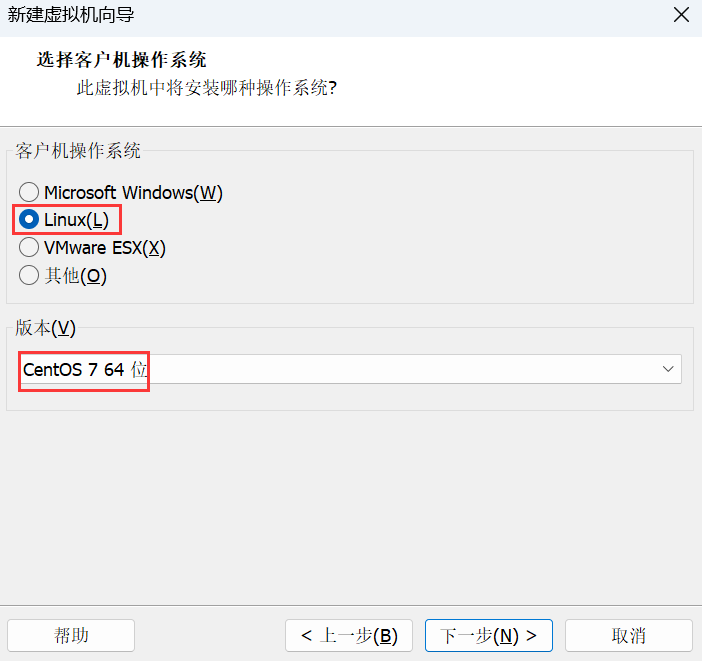 新建虚拟机向导
选择客户机操作系统
此虚拟机中将安装哪种操作系统?
客户机操作系统
Microsoft Windows(W)
Linux(L)
VMware ESX(X)
其他(O)
版本(V)
CentOS 7 64 位
帮助
< 上一步(B)
下一步(N) >
取消